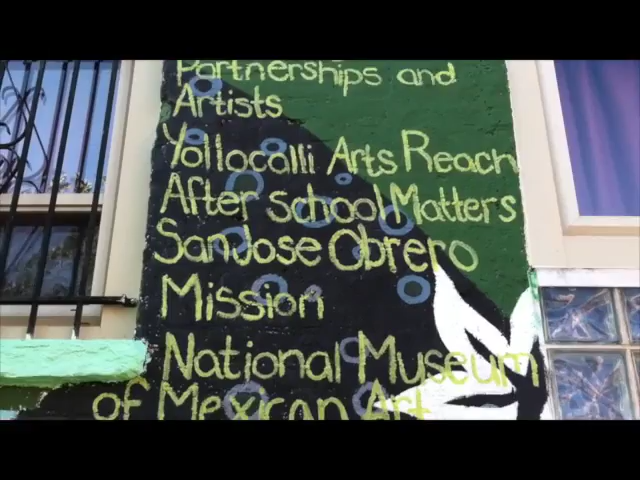 Partnerships and
Artists
Yollocalli Arts Reach
After School Matters
San Jose Obrero
Mission
National Museum
of Mexican Art